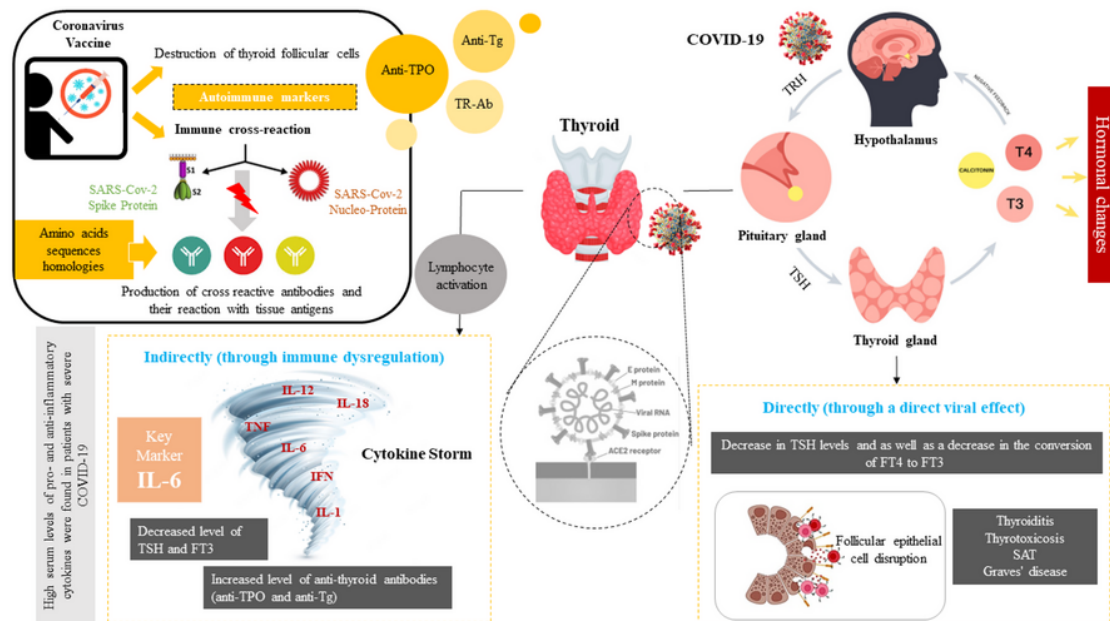 Coronavirus
Vaccine
Destruction of thyroid follicular cells
Autoimmune markers
Immune cross-reaction
S1
S2
SARS-Cov-2
Spike Protein
SARS-Cov-2
Nucleo-Protein
Amino acids
sequences
homologies
Production of cross reactive antibodies and
their reaction with tissue antigens
Anti-TPO
Anti-Tg
TR-Ab
Thyroid
Lymphocyte
activation
COVID-19
TRH
Hypothalamus
NEGATIVE FEEDBACK
Pituitary gland
TSH
Thyroid gland
CALCITONIN
T4
T3
Hormonal
changes
High serum levels of pro- and anti-inflammatory
cytokines were found in patients with severe
COVID-19
Indirectly (through immune dysregulation)
IL-12
IL-18
TNF
IL-6
IFN
IL-1
Key
Marker
IL-6
Cytokine Storm
Decreased level of
TSH and FT3
Increased level of anti-thyroid antibodies
(anti-TPO and anti-Tg)
E protein
M protein
Viral RNA
Spike protein
ACE2 receptor
Directly (through a direct viral effect)
Decrease in TSH levels and as well as a decrease in the conversion
of FT4 to FT3
Follicular epithelial
cell disruption
Thyroiditis
Thyrotoxicosis
SAT
Graves' disease